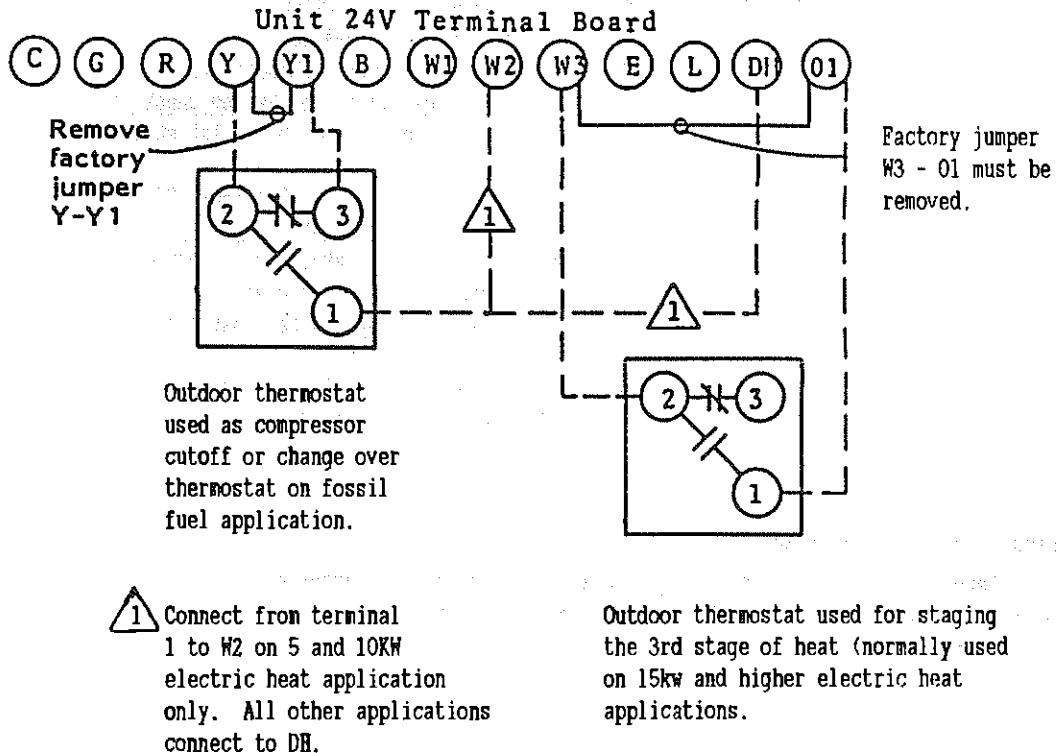 Unit 24V Terminal Board
C G R Y Y1 B W1 W2 W3 E L DH 01
Remove
factory
jumper
Y-Y1
Factory jumper
W3 - 01 must be
removed.
2 3
1
1
1
2 3
1
Outdoor thermostat
used as compressor
cutoff or change over
thermostat on fossil
fuel application.
1 Connect from terminal
1 to W2 on 5 and 10KW
electric heat application
only. All other applications
connect to DH.
Outdoor thermostat used for staging
the 3rd stage of heat (normally used
on 15kw and higher electric heat
applications.